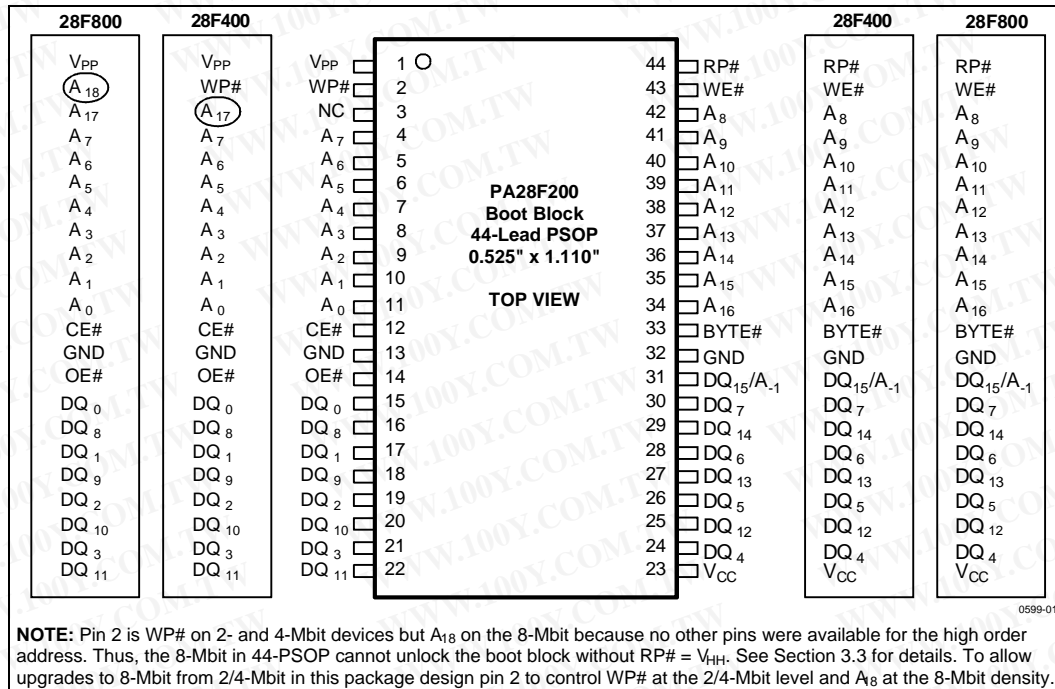 28F800 28F400 28F400 28F800
VPP VPP VPP 1 44 RP# RP# RP#
A18 WP# WP# 2 43 WE# WE# WE#
A17 A17 NC 3 42 A8 A8 A8
A7 A7 A7 4 41 A9 A9 A9
A6 A6 A6 5 40 A10 A10 A10
A5 A5 A5 6 39 A11 A11 A11
A4 A4 A4 7 38 A12 A12 A12
A3 A3 A3 8 37 A13 A13 A13
A2 A2 A2 9 36 A14 A14 A14
A1 A1 A1 10 35 A15 A15 A15
A0 A0 A0 11 34 A16 A16 A16
CE# CE# CE# 12 33 BYTE# BYTE# BYTE#
GND GND GND 13 32 GND GND GND
OE# OE# OE# 14 31 DQ15/A-1 DQ15/A-1 DQ15/A-1
DQ0 DQ0 DQ0 15 30 DQ7 DQ7 DQ7
DQ8 DQ8 DQ8 16 29 DQ14 DQ14 DQ14
DQ1 DQ1 DQ1 17 28 DQ6 DQ6 DQ6
DQ9 DQ9 DQ9 18 27 DQ13 DQ13 DQ13
DQ2 DQ2 DQ2 19 26 DQ5 DQ5 DQ5
DQ10 DQ10 DQ10 20 25 DQ12 DQ12 DQ12
DQ3 DQ3 DQ3 21 24 DQ4 DQ4 DQ4
DQ11 DQ11 DQ11 22 23 VCC VCC VCC
PA28F200
Boot Block
44-Lead PSOP
0.525" x 1.110"
TOP VIEW
0599-01
NOTE: Pin 2 is WP# on 2- and 4-Mbit devices but A18 on the 8-Mbit because no other pins were available for the high order
address. Thus, the 8-Mbit in 44-PSOP cannot unlock the boot block without RP# = VHH. See Section 3.3 for details. To allow
upgrades to 8-Mbit from 2/4-Mbit in this package design pin 2 to control WP# at the 2/4-Mbit level and A18 at the 8-Mbit density.
WWW.100Y.COM.TW